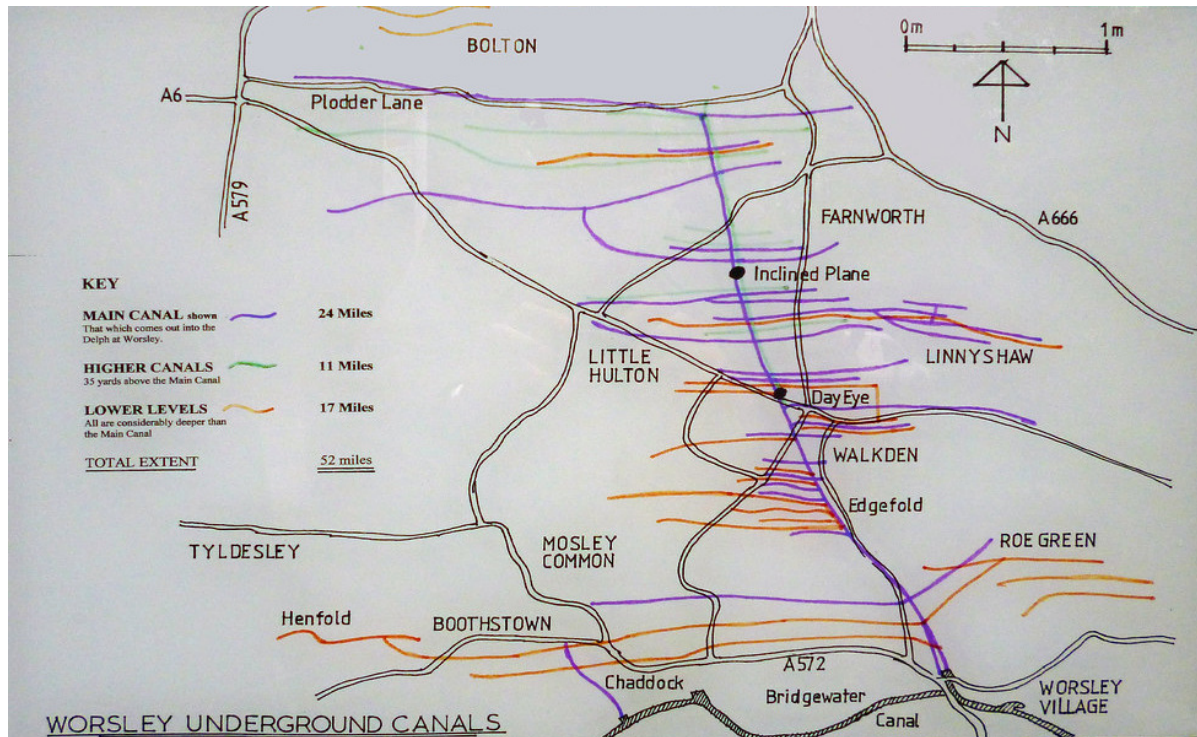 BOLTON
0m 1m
A6
Plodder Lane
N
A579
FARNWORTH
A666
Inclined Plane
KEY
MAIN CANAL shown 24 Miles
That which comes out into the
Delph at Worsley.
HIGHER CANALS 11 Miles
35 yards above the Main Canal
LOWER LEVELS 17 Miles
All are considerably deeper than
the Main Canal
TOTAL EXTENT 52 miles
LITTLE
HULTON
LINNYSHAW
Day Eye
WALKDEN
Edgefold
TYLDESLEY
MOSLEY
COMMON
ROE GREEN
Henfold
BOOTHSTOWN
A572
Chaddock
Bridgewater
Canal
WORSLEY
VILLAGE
WORSLEY UNDERGROUND CANALS